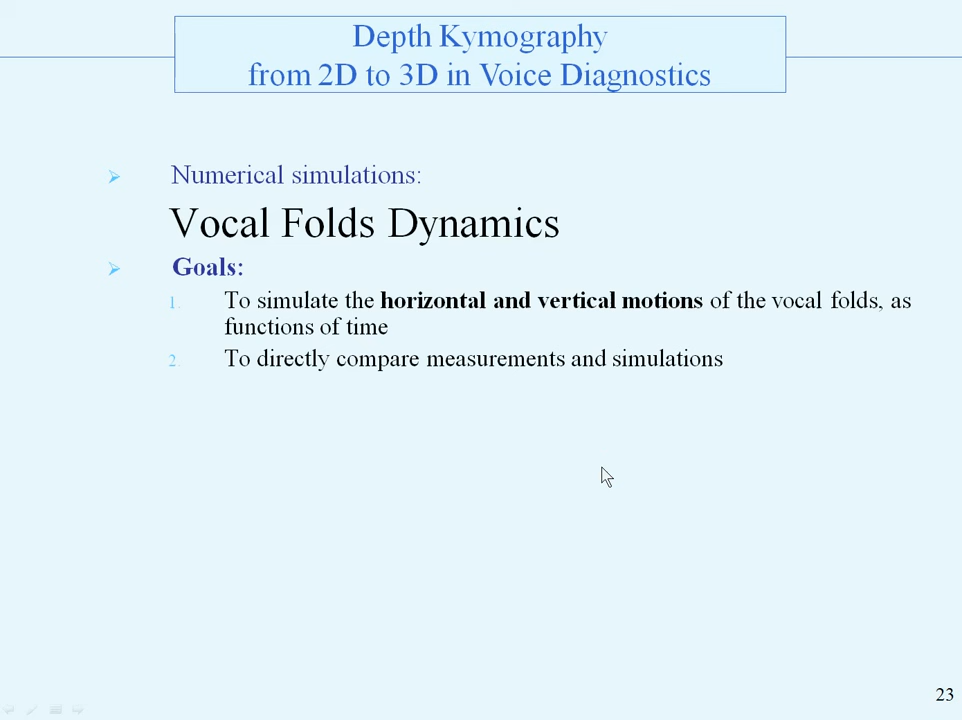 Depth Kymography
from 2D to 3D in Voice Diagnostics
Numerical simulations:
Vocal Folds Dynamics
Goals:
1. To simulate the horizontal and vertical motions of the vocal folds, as
functions of time
2. To directly compare measurements and simulations
23